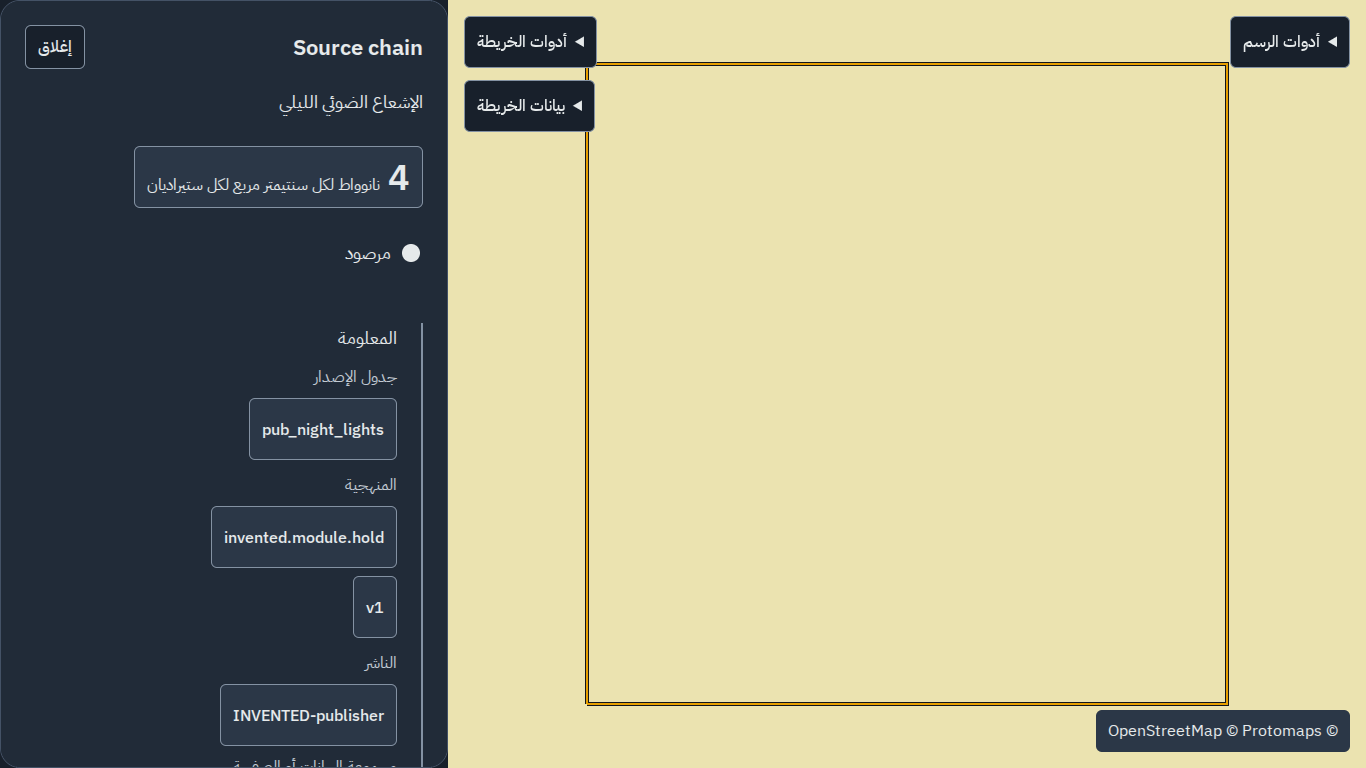 Source chain
إغلاق
الإشعاع الضوئي الليلي
4 نانوواط لكل سنتيمتر مربع لكل ستيراديان
مرصود
المعلومة
جدول الإصدار
pub_night_lights
المنهجية
invented.module.hold
v1
الناشر
INVENTED-publisher
أدوات الرسم
أدوات الخريطة
بيانات الخريطة
OpenStreetMap © Protomaps ©